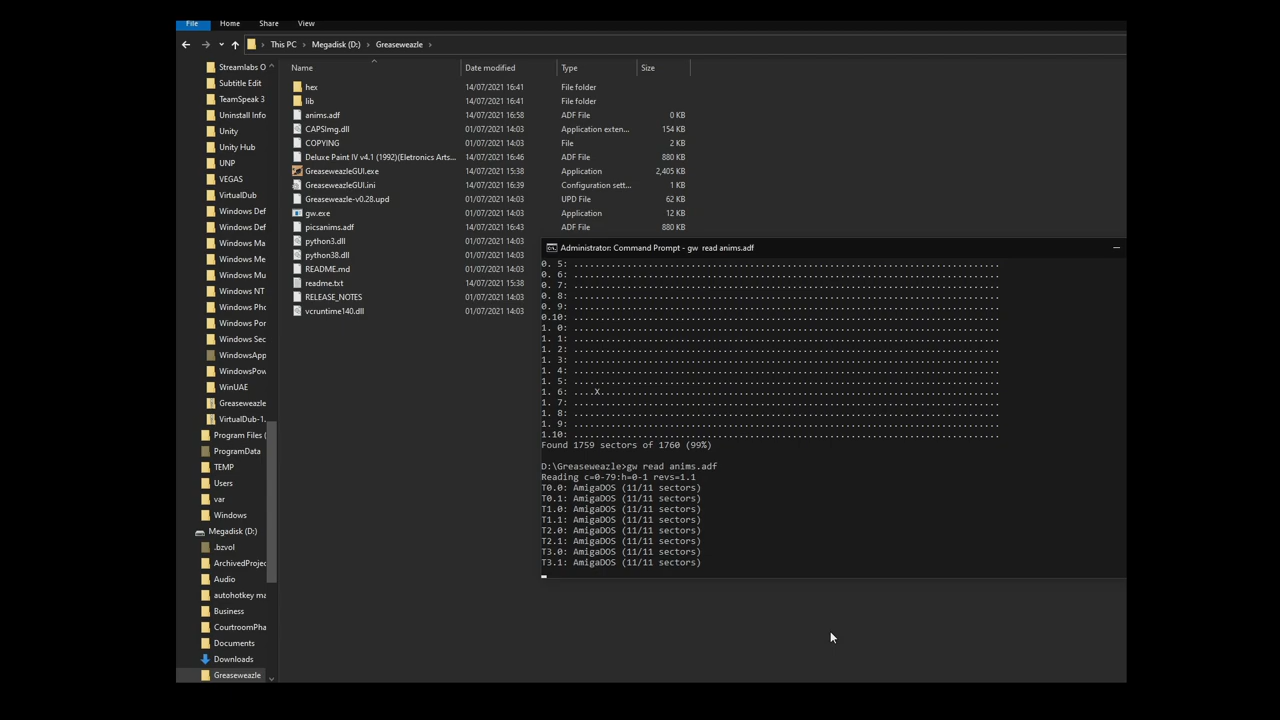 File Home Share View
This PC > Megadisk (D:) > Greaseweazle >
Name Date modified Type Size
Streamlabs O
Subtitle Edit
TeamSpeak 3
Uninstall Info
Unity
Unity Hub
UNP
VEGAS
VirtualDub
Windows Def
Windows Def
Windows Ma
Windows Me
Windows Mu
Windows NT
Windows Pho
Windows Por
Windows Sec
WindowsApp
WindowsPow
WinUAE
Greaseweazle
VirtualDub-1.
Program Files (
ProgramData
TEMP
Users
var
Windows
Megadisk (D:)
.bzvol
ArchivedProjec
Audio
autohotkey ma
Business
CourtroomPha
Documents
Downloads
Greaseweazle
hex 14/07/2021 16:41 File folder
lib 14/07/2021 16:41 File folder
anims.adf 14/07/2021 16:58 ADF File 0 KB
CAPSImg.dll 01/07/2021 14:03 Application exten... 154 KB
COPYING 01/07/2021 14:03 File 2 KB
Deluxe Paint IV v4.1 (1992)(Eletronics Arts... 14/07/2021 16:46 ADF File 880 KB
GreaseweazleGUI.exe 14/07/2021 15:38 Application 2,405 KB
GreaseweazleGUI.ini 14/07/2021 16:39 Configuration sett... 1 KB
Greaseweazle-v0.28.upd 01/07/2021 14:03 UPD File 62 KB
gw.exe 01/07/2021 14:03 Application 12 KB
picsanims.adf 01/07/2021 14:03 ADF File 880 KB
python3.dll 01/07/2021 14:03
python38.dll 01/07/2021 14:03
README.md 01/07/2021 14:03
readme.txt 14/07/2021 15:38
RELEASE_NOTES 01/07/2021 14:03
vcruntime140.dll 01/07/2021 14:03
Administrator: Command Prompt - gw read anims.adf
0. 5: ................................................................................
0. 6: ................................................................................
0. 7: ................................................................................
0. 8: ................................................................................
0. 9: ................................................................................
0.10: ................................................................................
1. 0: ................................................................................
1. 1: ................................................................................
1. 2: ................................................................................
1. 3: ................................................................................
1. 4: ................................................................................
1. 5: ................................................................................
1. 6: ....X...........................................................................
1. 7: ................................................................................
1. 8: ................................................................................
1. 9: ................................................................................
1.10: ................................................................................
Found 1759 sectors of 1760 (99%)
D:\Greaseweazle>gw read anims.adf
Reading c=0-79:h=0-1 revs=1.1
T0.0: AmigaDOS (11/11 sectors)
T0.1: AmigaDOS (11/11 sectors)
T1.0: AmigaDOS (11/11 sectors)
T1.1: AmigaDOS (11/11 sectors)
T2.0: AmigaDOS (11/11 sectors)
T2.1: AmigaDOS (11/11 sectors)
T3.0: AmigaDOS (11/11 sectors)
T3.1: AmigaDOS (11/11 sectors)